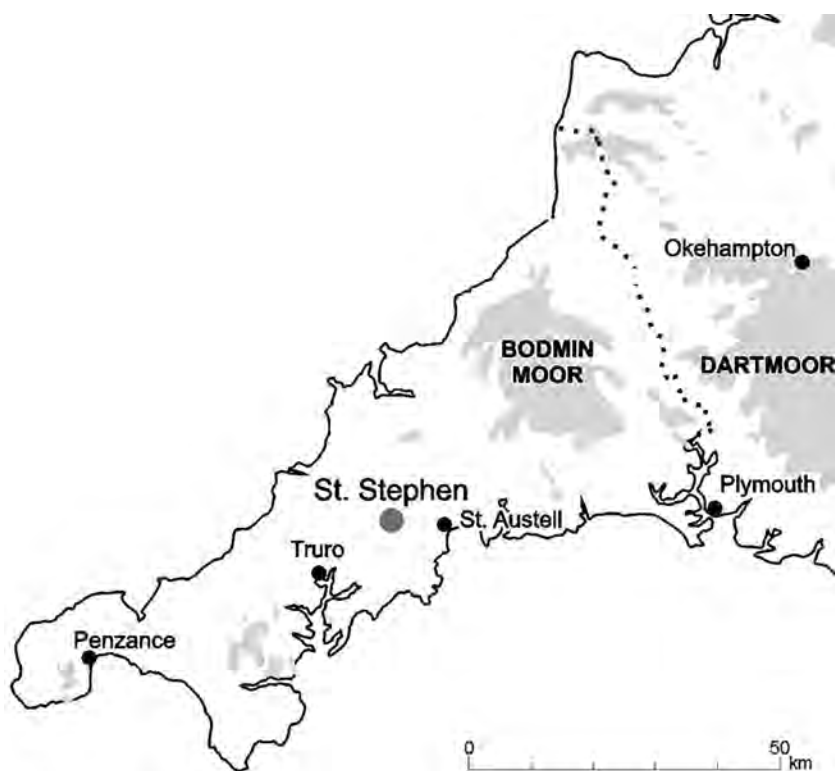 Okehampton
BODMIN
MOOR
DARTMOOR
St. Stephen
Plymouth
St. Austell
Truro
Penzance
0
50
km